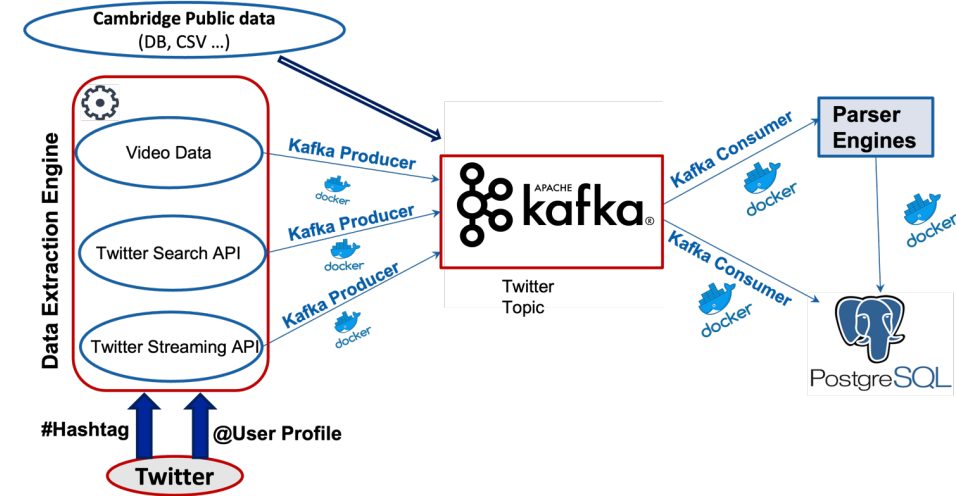 Cambridge Public data
(DB, CSV ...)
Data Extraction Engine
Video Data
Twitter Search API
Twitter Streaming API
#Hashtag
@User Profile
Twitter
Kafka Producer
docker
Kafka Producer
docker
Kafka Producer
docker
APACHE
kafka®
Twitter
Topic
Kafka Consumer
docker
Kafka Consumer
docker
Parser
Engines
docker
PostgreSQL